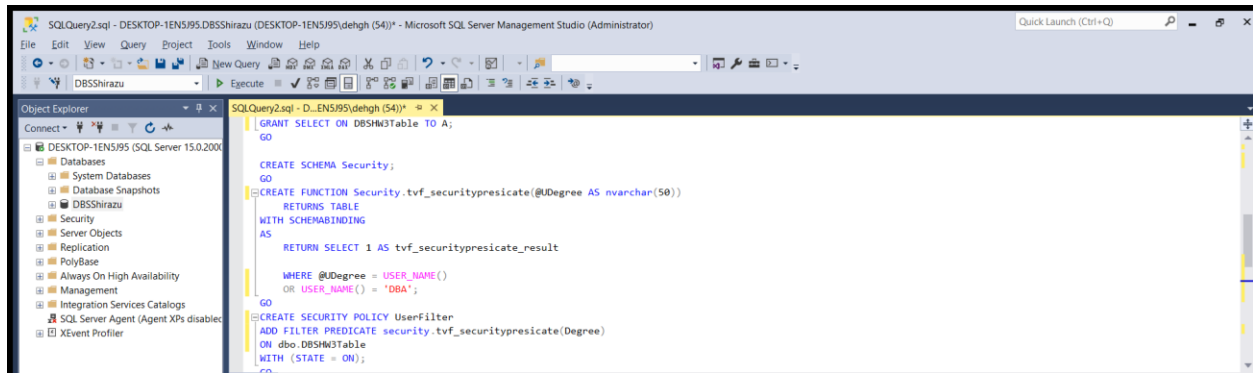 SQLQuery2.sql - DESKTOP-1EN5J95.DBSShirazu (DESKTOP-1EN5J95\dehgh (54))* - Microsoft SQL Server Management Studio (Administrator)
Quick Launch (Ctrl+Q)
File Edit View Query Project Tools Window Help
New Query
DBSShirazu
Execute
Object Explorer
SQLQuery2.sql - D...EN5J95\dehgh (54))*
Connect
DESKTOP-1EN5J95 (SQL Server 15.0.2000
Databases
System Databases
Database Snapshots
DBSShirazu
Security
Server Objects
Replication
PolyBase
Always On High Availability
Management
Integration Services Catalogs
SQL Server Agent (Agent XPs disabled
XEvent Profiler
GRANT SELECT ON DBSHW3Table TO A;
GO
CREATE SCHEMA Security;
GO
CREATE FUNCTION Security.tvf_securitypresicate(@UDegree AS nvarchar(50))
RETURNS TABLE
WITH SCHEMABINDING
AS
RETURN SELECT 1 AS tvf_securitypresicate_result
WHERE @UDegree = USER_NAME()
OR USER_NAME() = 'DBA';
GO
CREATE SECURITY POLICY UserFilter
ADD FILTER PREDICATE security.tvf_securitypresicate(Degree)
ON dbo.DBSHW3Table
WITH (STATE = ON);
GO